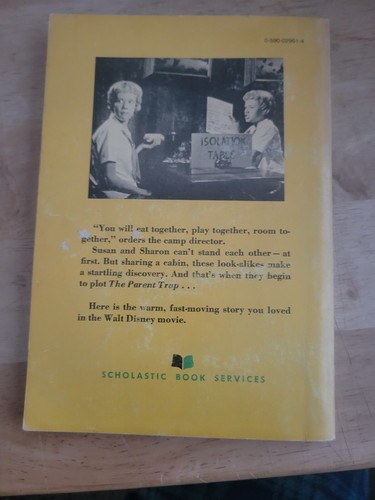 ISOLATION
TABLE
"You will eat together, play together, room to-
gether," orders the camp director.
Susan and Sharon can't stand each other — at
first. But sharing a cabin, these look-alikes make
a startling discovery. And that's when they begin
to plot The Parent Trap . . .
Here is the warm, fast-moving story you loved
in the Walt Disney movie.
SCHOLASTIC BOOK SERVICES